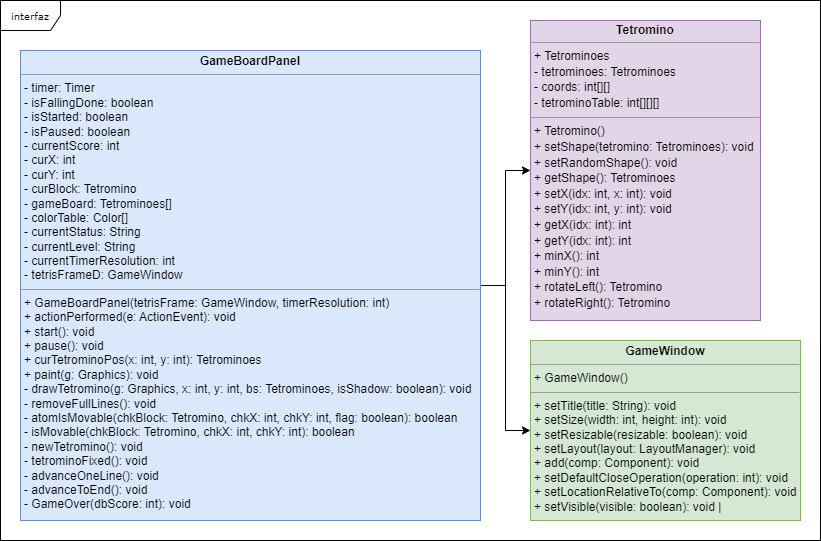 interfaz
GameBoardPanel
- timer: Timer
- isFallingDone: boolean
- isStarted: boolean
- isPaused: boolean
- currentScore: int
- curX: int
- curY: int
- curBlock: Tetromino
- gameBoard: Tetrominoes[]
- colorTable: Color[]
- currentStatus: String
- currentLevel: String
- currentTimerResolution: int
- tetrisFrameD: GameWindow
+ GameBoardPanel(tetrisFrame: GameWindow, timerResolution: int)
+ actionPerformed(e: ActionEvent): void
+ start(): void
+ pause(): void
+ curTetrominoPos(x: int, y: int): Tetrominoes
+ paint(g: Graphics): void
- drawTetromino(g: Graphics, x: int, y: int, bs: Tetrominoes, isShadow: boolean): void
- removeFullLines(): void
- atomIsMovable(chkBlock: Tetromino, chkX: int, chkY: int, flag: boolean): boolean
- isMovable(chkBlock: Tetromino, chkX: int, chkY: int): boolean
- newTetromino(): void
- tetrominoFixed(): void
- advanceOneLine(): void
- advanceToEnd(): void
- GameOver(dbScore: int): void
Tetromino
+ Tetrominoes
- tetrominoes: Tetrominoes
- coords: int[][]
- tetrominoTable: int[][][]
+ Tetromino()
+ setShape(tetromino: Tetrominoes): void
+ setRandomShape(): void
+ getShape(): Tetrominoes
+ setX(idx: int, x: int): void
+ setY(idx: int, y: int): void
+ getX(idx: int): int
+ getY(idx: int): int
+ minX(): int
+ minY(): int
+ rotateLeft(): Tetromino
+ rotateRight(): Tetromino
GameWindow
+ GameWindow()
+ setTitle(title: String): void
+ setSize(width: int, height: int): void
+ setResizable(resizable: boolean): void
+ setLayout(layout: LayoutManager): void
+ add(comp: Component): void
+ setDefaultCloseOperation(operation: int): void
+ setLocationRelativeTo(comp: Component): void
+ setVisible(visible: boolean): void |